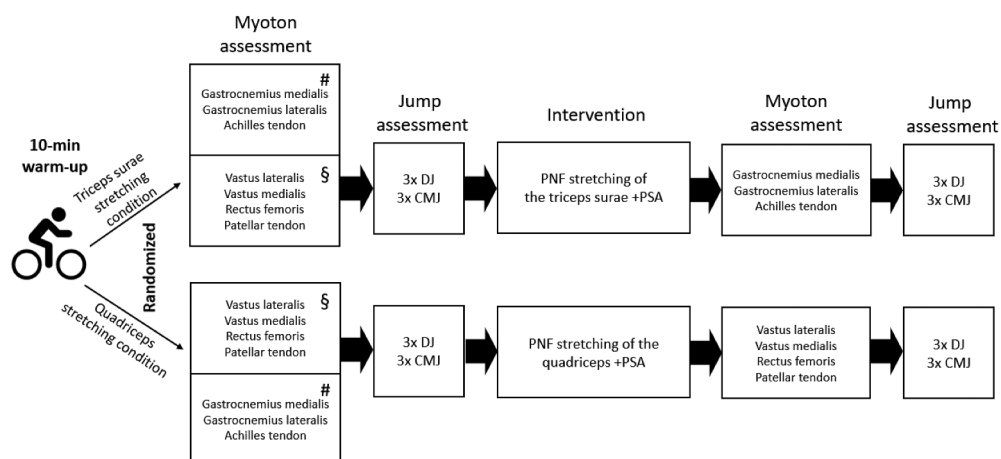 Myoton
assessment
#
Gastrocnemius medialis
Gastrocnemius lateralis
Achilles tendon
Jump
assessment
Intervention
Myoton
assessment
Jump
assessment
10-min
warm-up
Triceps surae
stretching
condition
§
Vastus lateralis
Vastus medialis
Rectus femoris
Patellar tendon
3x DJ
3x CMJ
PNF stretching of
the triceps surae +PSA
Gastrocnemius medialis
Gastrocnemius lateralis
Achilles tendon
3x DJ
3x CMJ
Randomized
Quadriceps
stretching condition
§
Vastus lateralis
Vastus medialis
Rectus femoris
Patellar tendon
3x DJ
3x CMJ
PNF stretching of the
quadriceps +PSA
Vastus lateralis
Vastus medialis
Rectus femoris
Patellar tendon
3x DJ
3x CMJ
#
Gastrocnemius medialis
Gastrocnemius lateralis
Achilles tendon